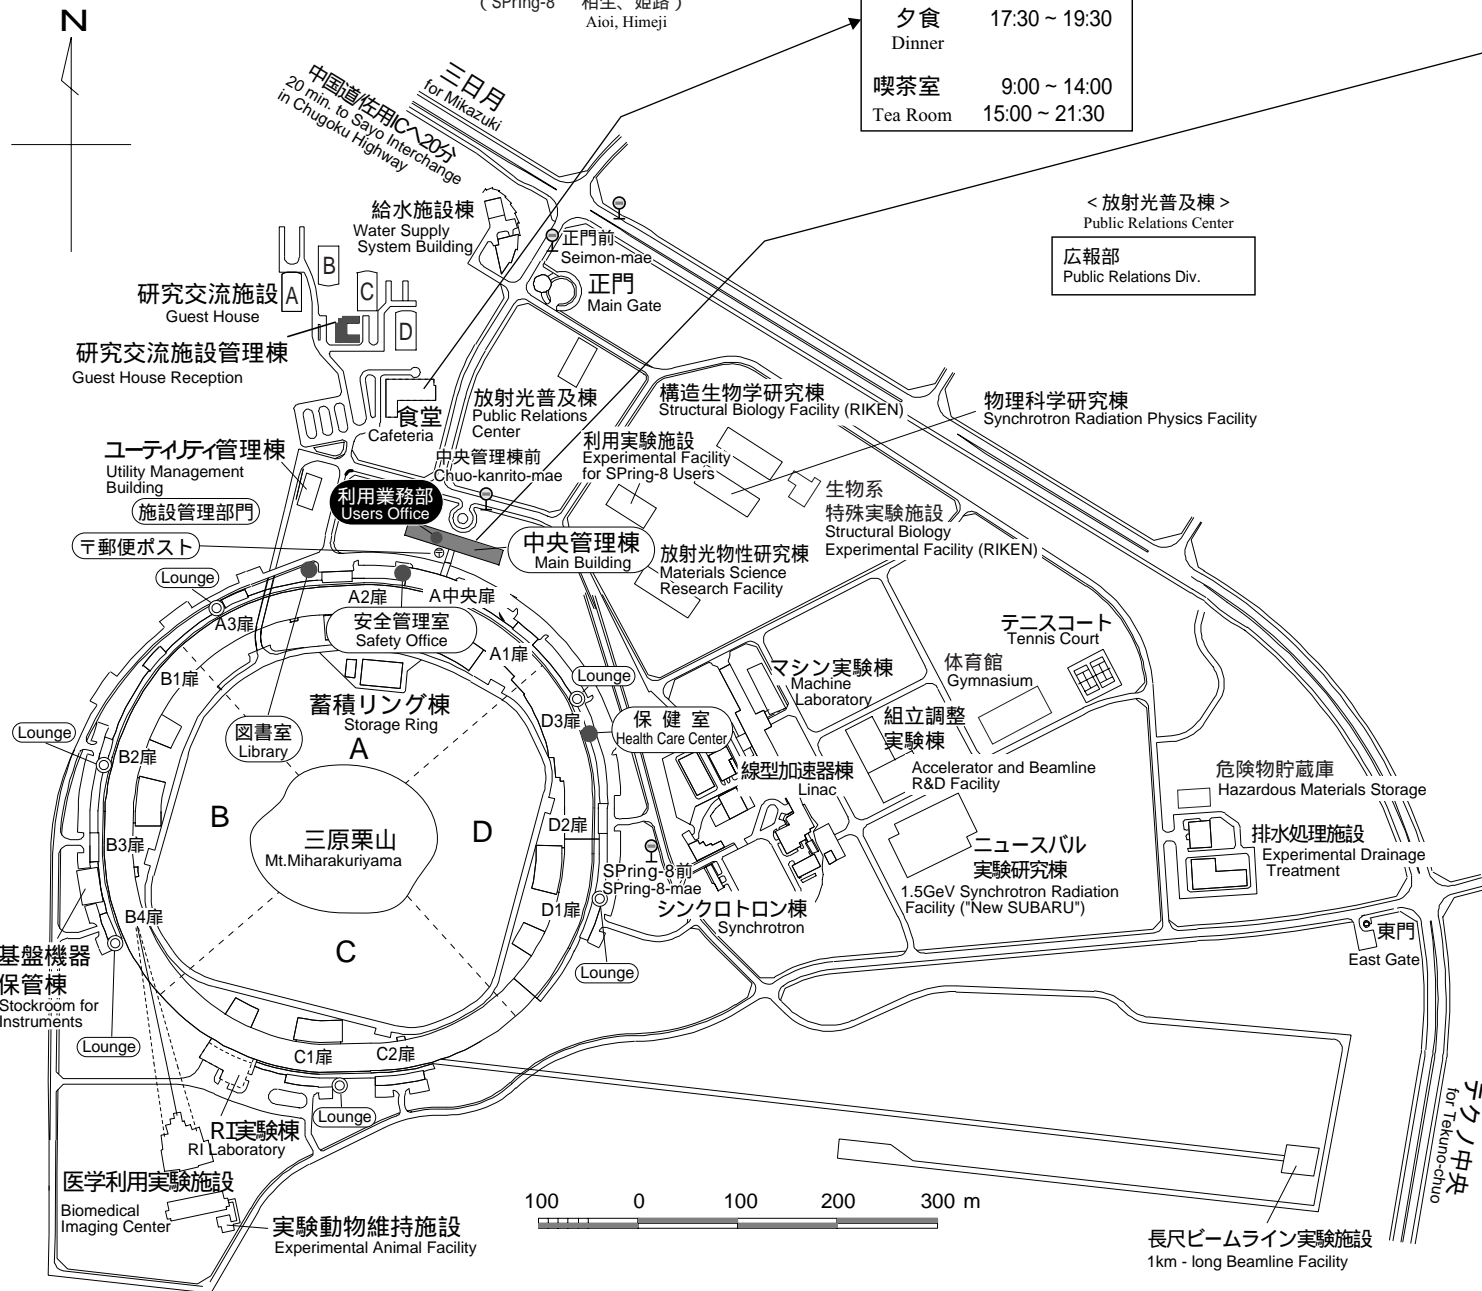 (SPring-8 相生、姫路)
Aioi, Himeji
夕食 17:30 ~ 19:30
Dinner
喫茶室 9:00 ~ 14:00
Tea Room 15:00 ~ 21:30
N
三日月
for Mikazuki
中国道佐用ICへ20分
20 min. to Sayo Interchange
in Chugoku Highway
<放射光普及棟>
Public Relations Center
広報部
Public Relations Div.
給水施設棟
Water Supply
System Building
正門前
Seimon-mae
正門
Main Gate
A
B
C
D
研究交流施設
Guest House
研究交流施設管理棟
Guest House Reception
食堂
Cafeteria
放射光普及棟
Public Relations
Center
構造生物学研究棟
Structural Biology Facility (RIKEN)
物理科学研究棟
Synchrotron Radiation Physics Facility
ユーティリティ管理棟
Utility Management
Building
施設管理部門
中央管理棟前
Chuo-kanrito-mae
利用実験施設
Experimental Facility
for SPring-8 Users
利用業務部
Users Office
生物系
特殊実験施設
Structural Biology
Experimental Facility (RIKEN)
〒郵便ポスト
中央管理棟
Main Building
放射光物性研究棟
Materials Science
Research Facility
Lounge
A2扉
A中央扉
A3扉
安全管理室
Safety Office
A1扉
テニスコート
Tennis Court
体育館
Gymnasium
マシン実験棟
Machine
Laboratory
B1扉
Lounge
蓄積リング棟
Storage Ring
D3扉
保健室
Health Care Center
組立調整
実験棟
Accelerator and Beamline
R&D Facility
図書室
Library
Lounge
B2扉
A
線型加速器棟
Linac
危険物貯蔵庫
Hazardous Materials Storage
B
D
D2扉
三原栗山
Mt.Miharakuriyama
B3扉
排水処理施設
Experimental Drainage
Treatment
ニュースバル
実験研究棟
1.5GeV Synchrotron Radiation
Facility ("New SUBARU")
SPring-8前
SPring-8-mae
シンクロトロン棟
Synchrotron
D1扉
B4扉
C
東門
East Gate
基盤機器
保管棟
Stockroom for
Instruments
Lounge
Lounge
C1扉
C2扉
Lounge
RI実験棟
RI Laboratory
テクノ中央
for Tekuno-chuo
医学利用実験施設
Biomedical
Imaging Center
実験動物維持施設
Experimental Animal Facility
100 0 100 200 300 m
長尺ビームライン実験施設
1km - long Beamline Facility